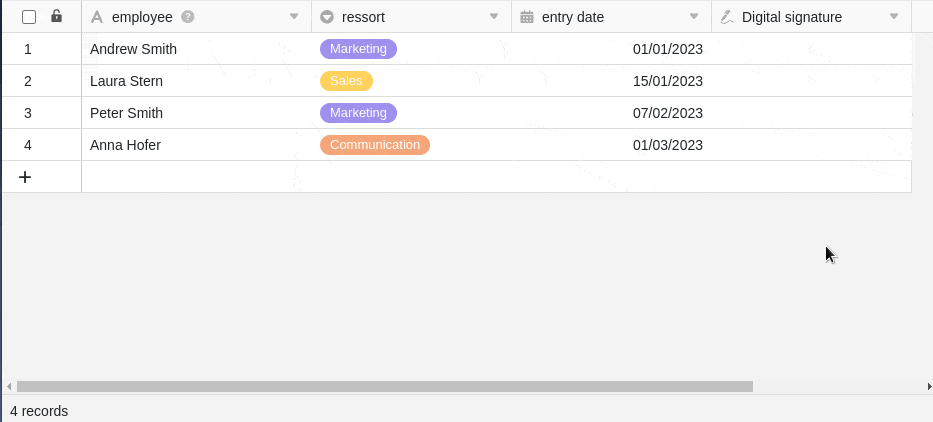 employee ? ressort entry date Digital signature
1 Andrew Smith Marketing 01/01/2023
2 Laura Stern Sales 15/01/2023
3 Peter Smith Marketing 07/02/2023
4 Anna Hofer Communication 01/03/2023
+
4 records